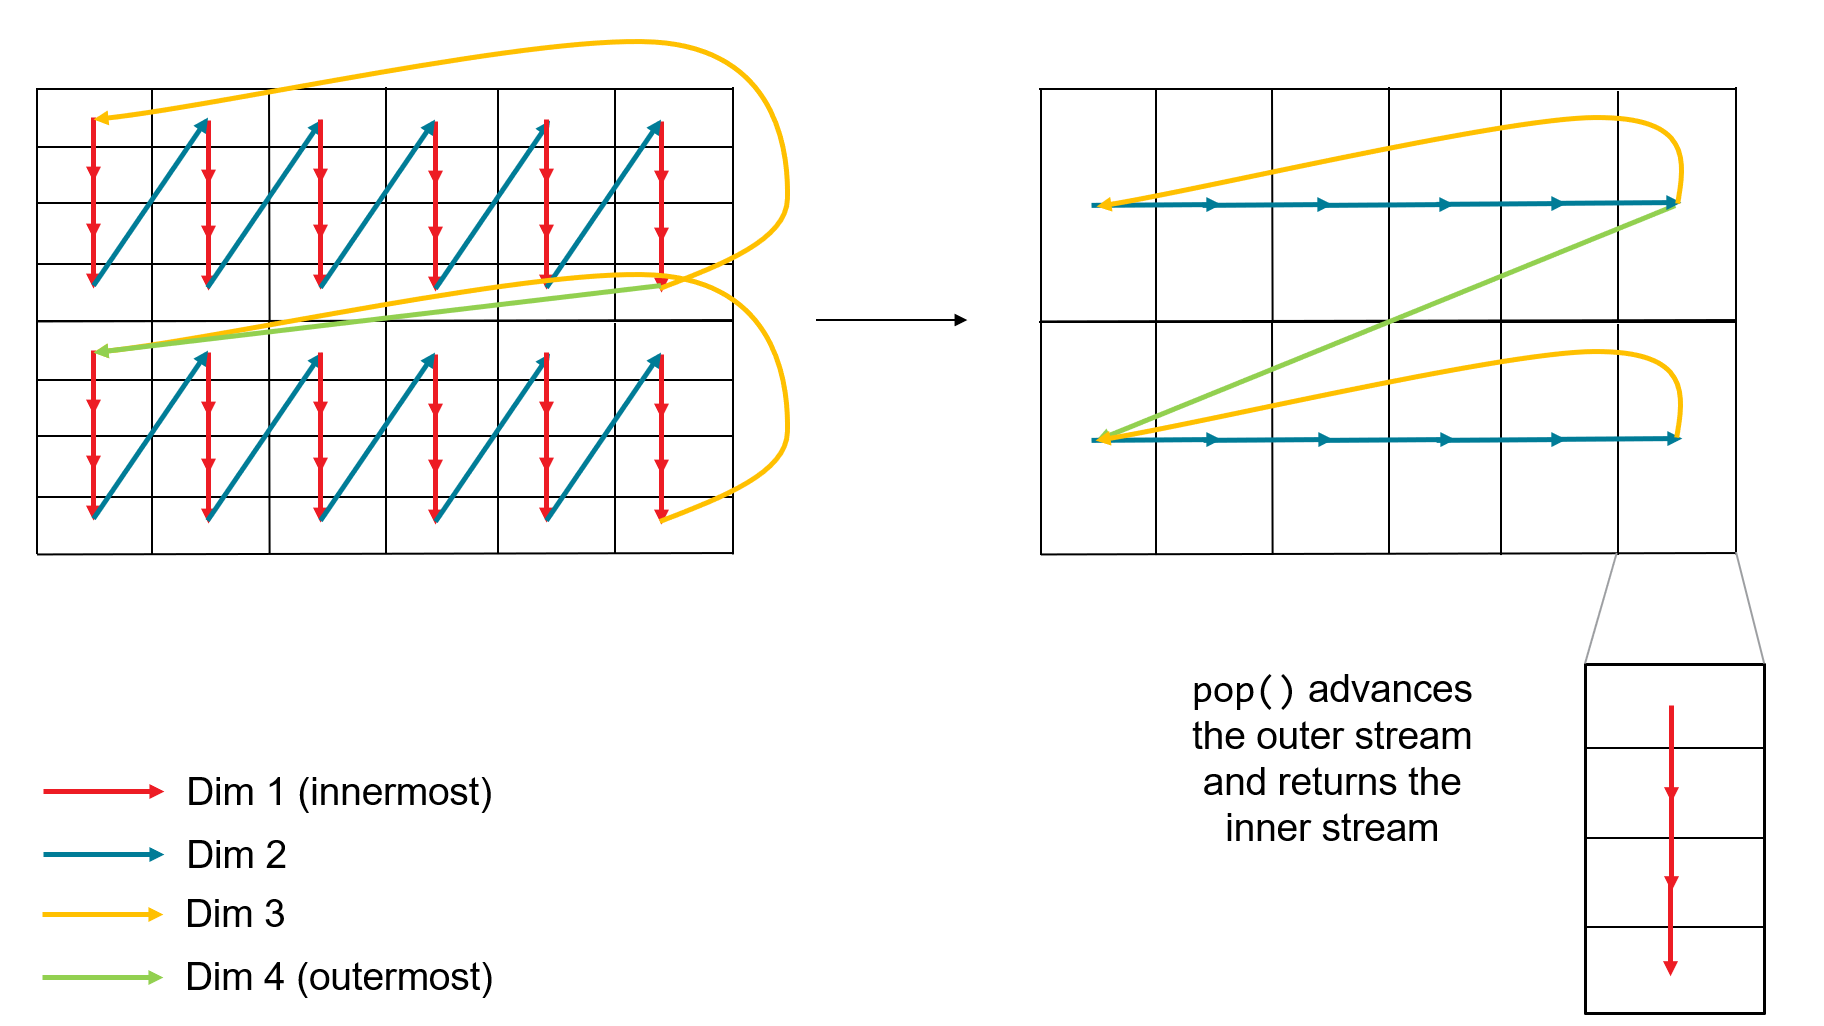 pop() advances
the outer stream
and returns the
inner stream
Dim 1 (innermost)
Dim 2
Dim 3
Dim 4 (outermost)